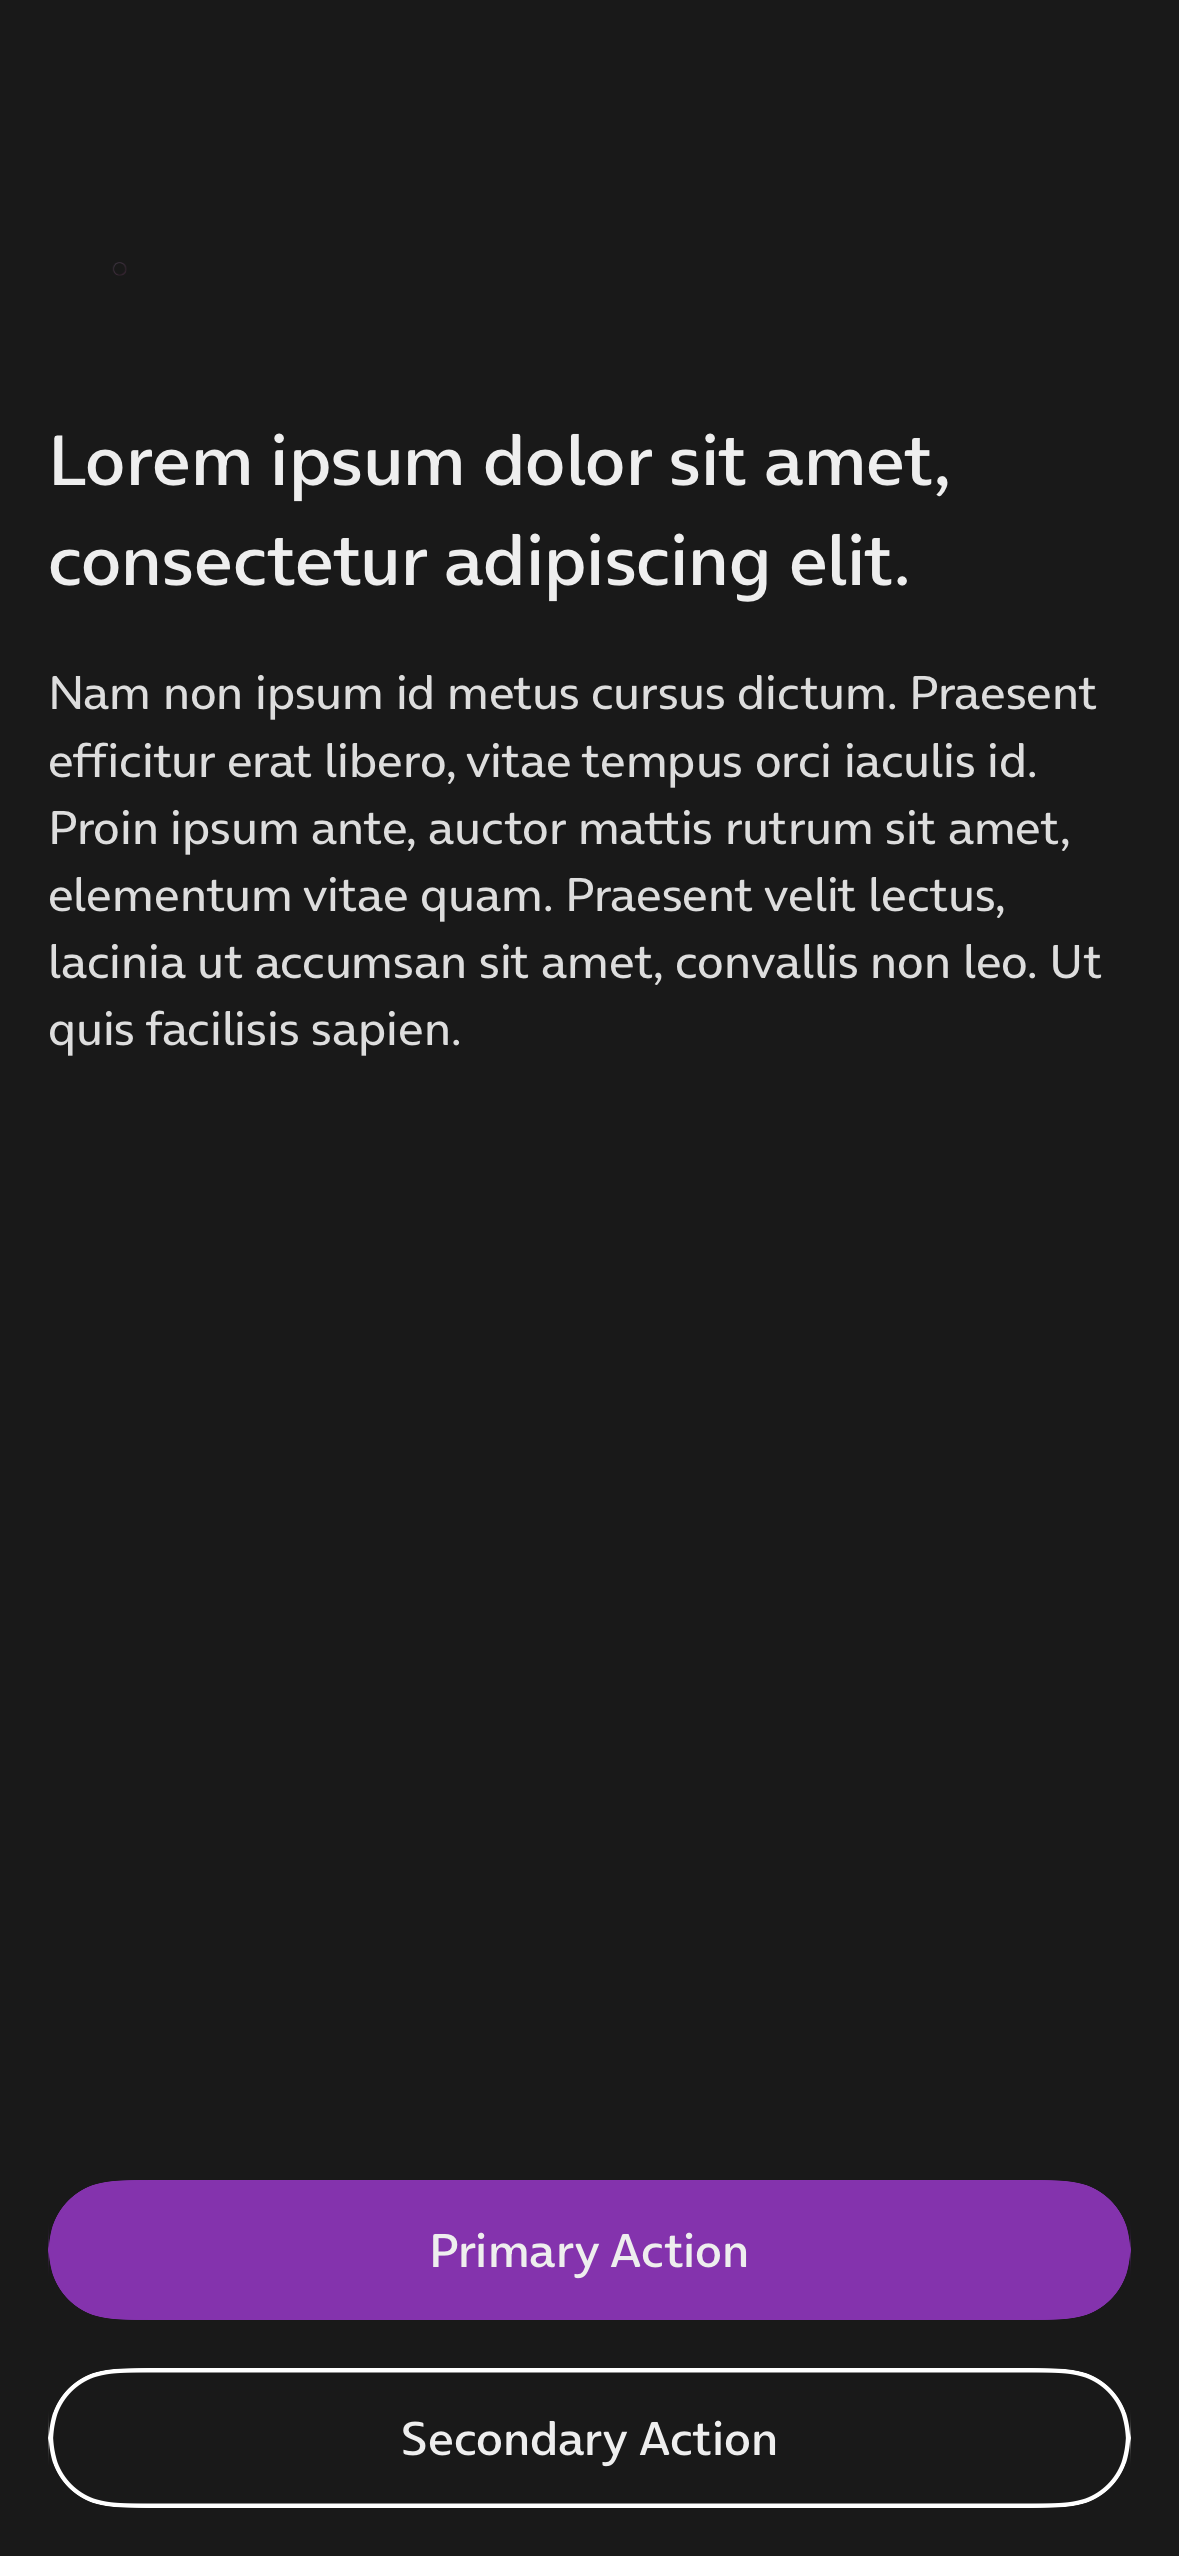 Lorem ipsum dolor sit amet,
consectetur adipiscing elit.
Nam non ipsum id metus cursus dictum. Praesent
efficitur erat libero, vitae tempus orci iaculis id.
Proin ipsum ante, auctor mattis rutrum sit amet,
elementum vitae quam. Praesent velit lectus,
lacinia ut accumsan sit amet, convallis non leo. Ut
quis facilisis sapien.
Primary Action
Secondary Action